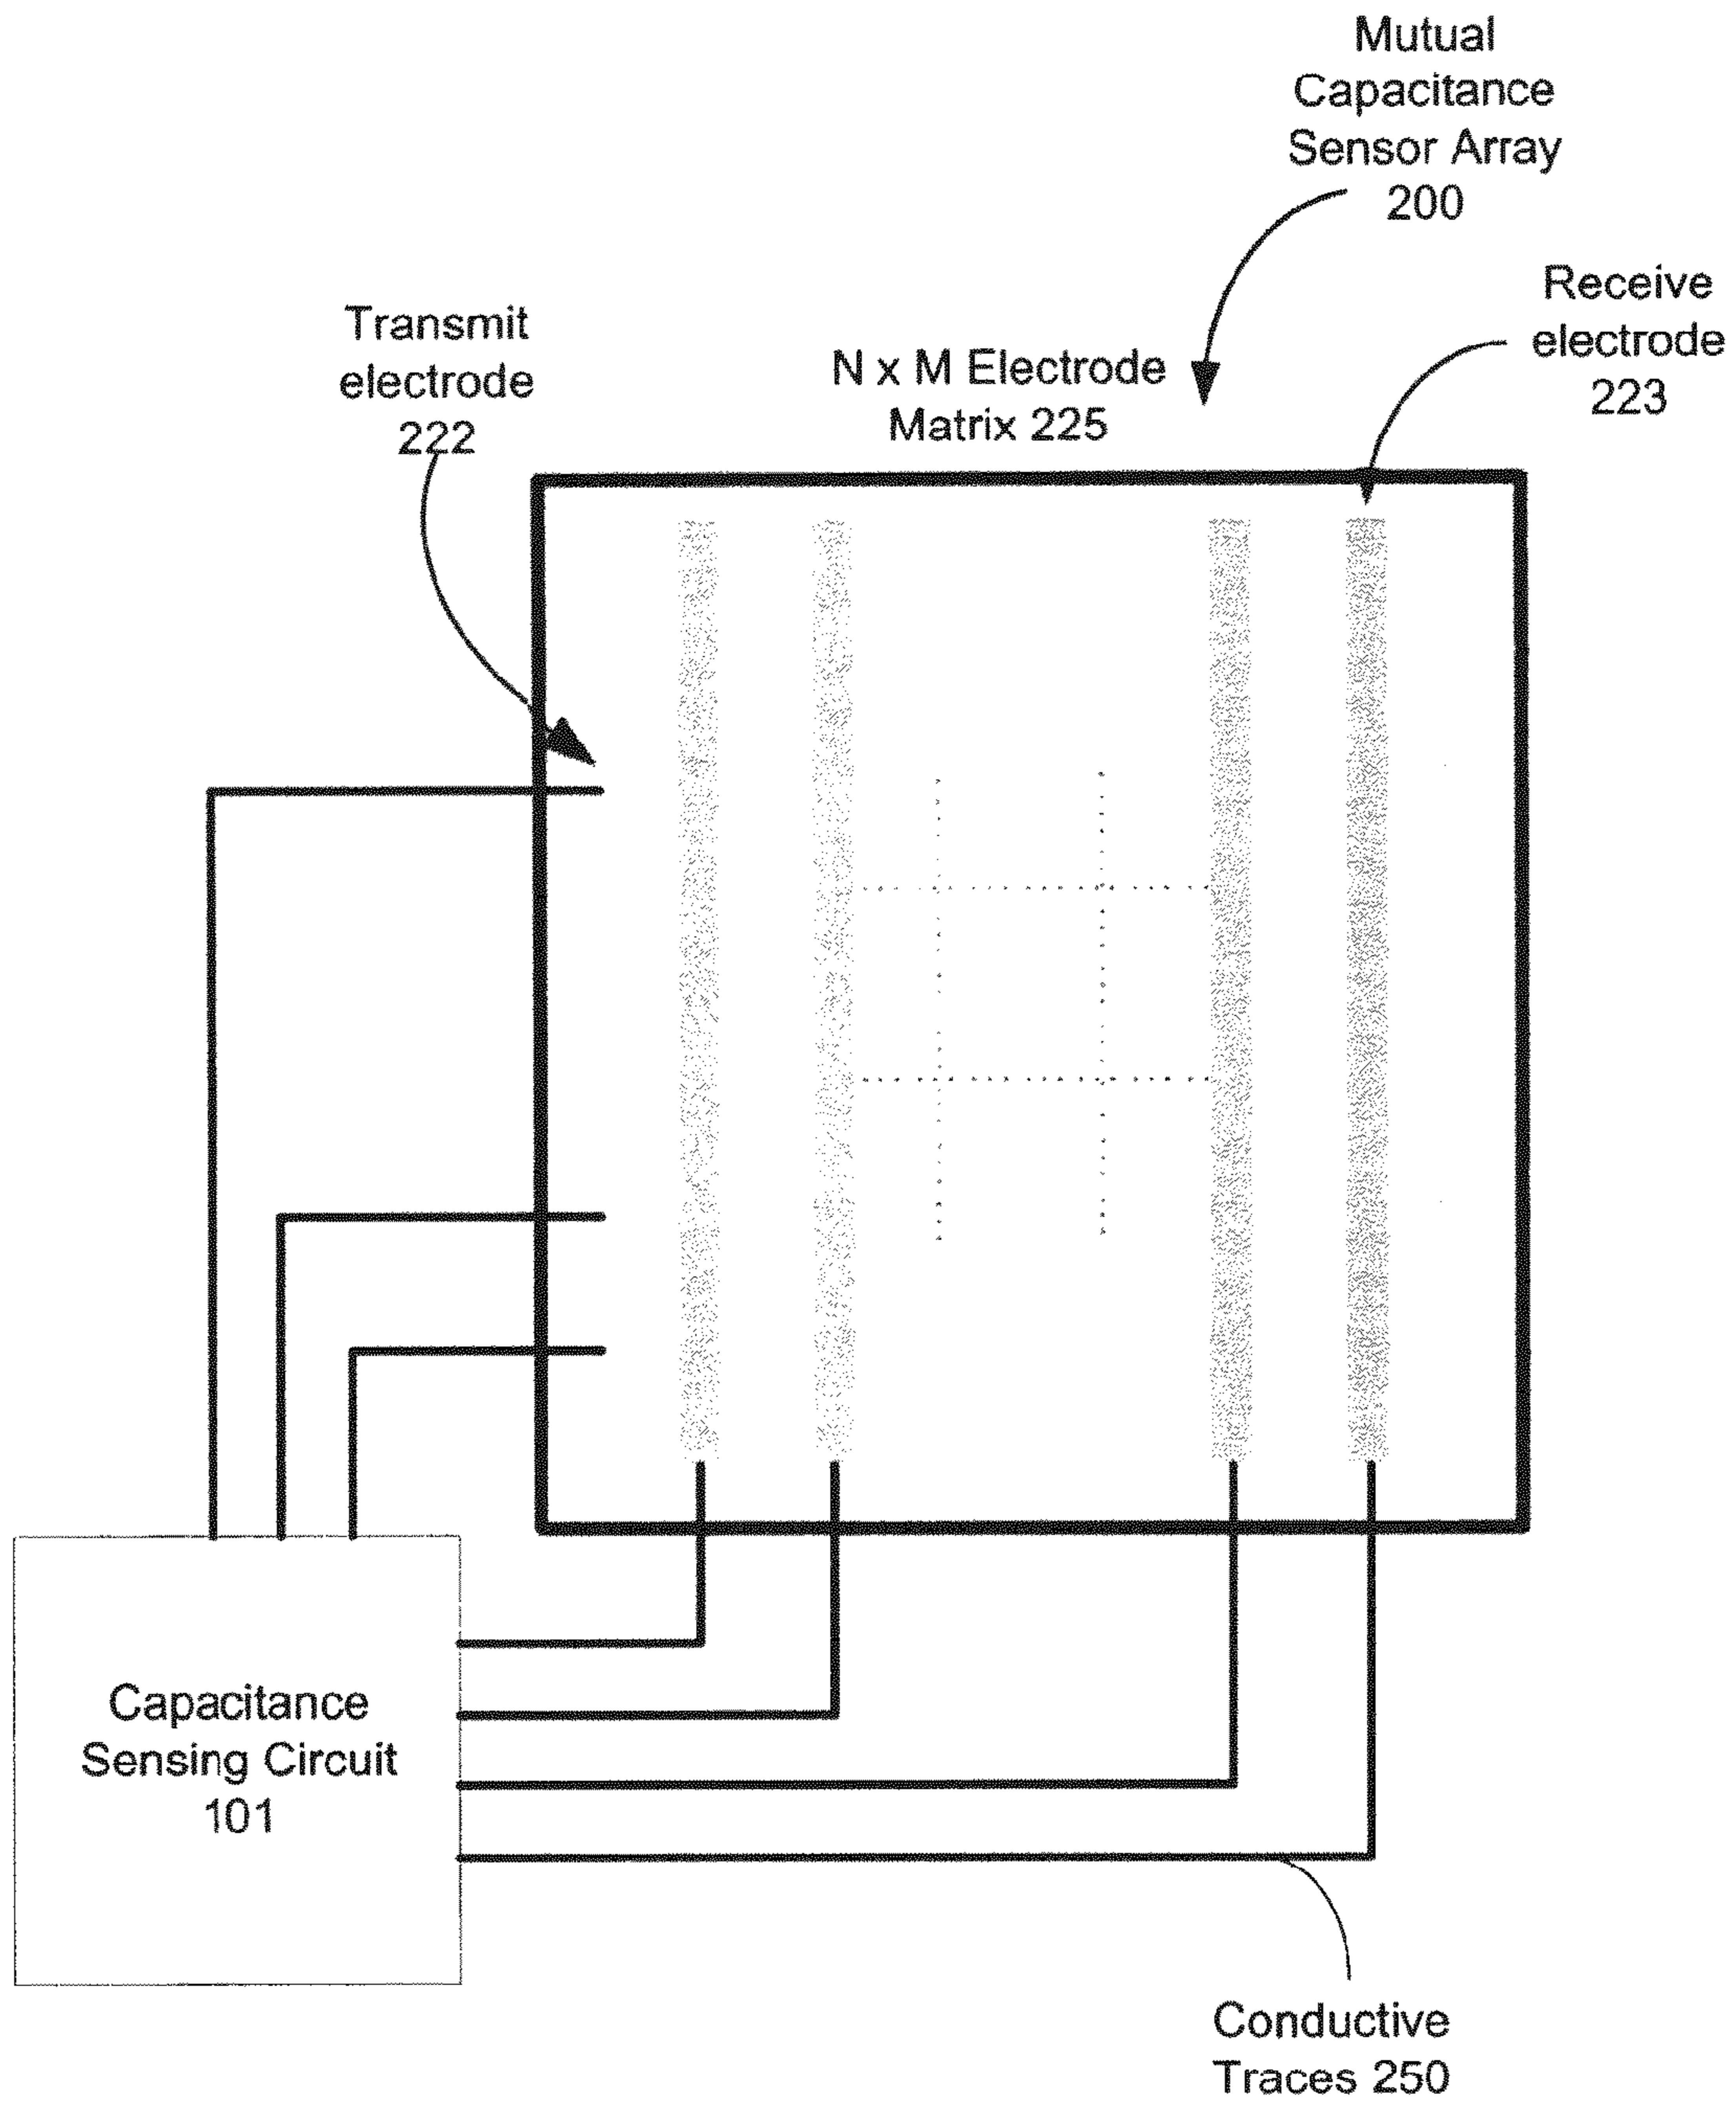 Mutual
Capacitance
Sensor Array
200
Receive
electrode
223
Transmit
electrode
222
N x M Electrode
Matrix 225
Capacitance
Sensing Circuit
101
Conductive
Traces 250